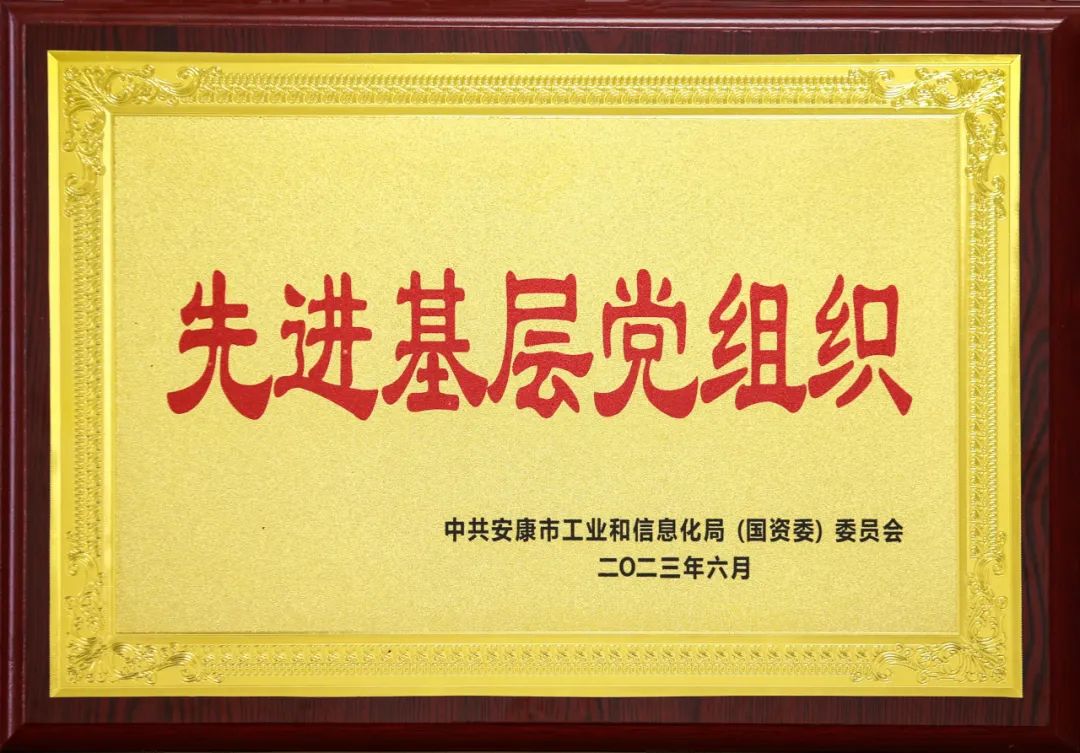 先进基层党组织
中共安康市工业和信息化局（国资委）委员会
二〇二三年六月